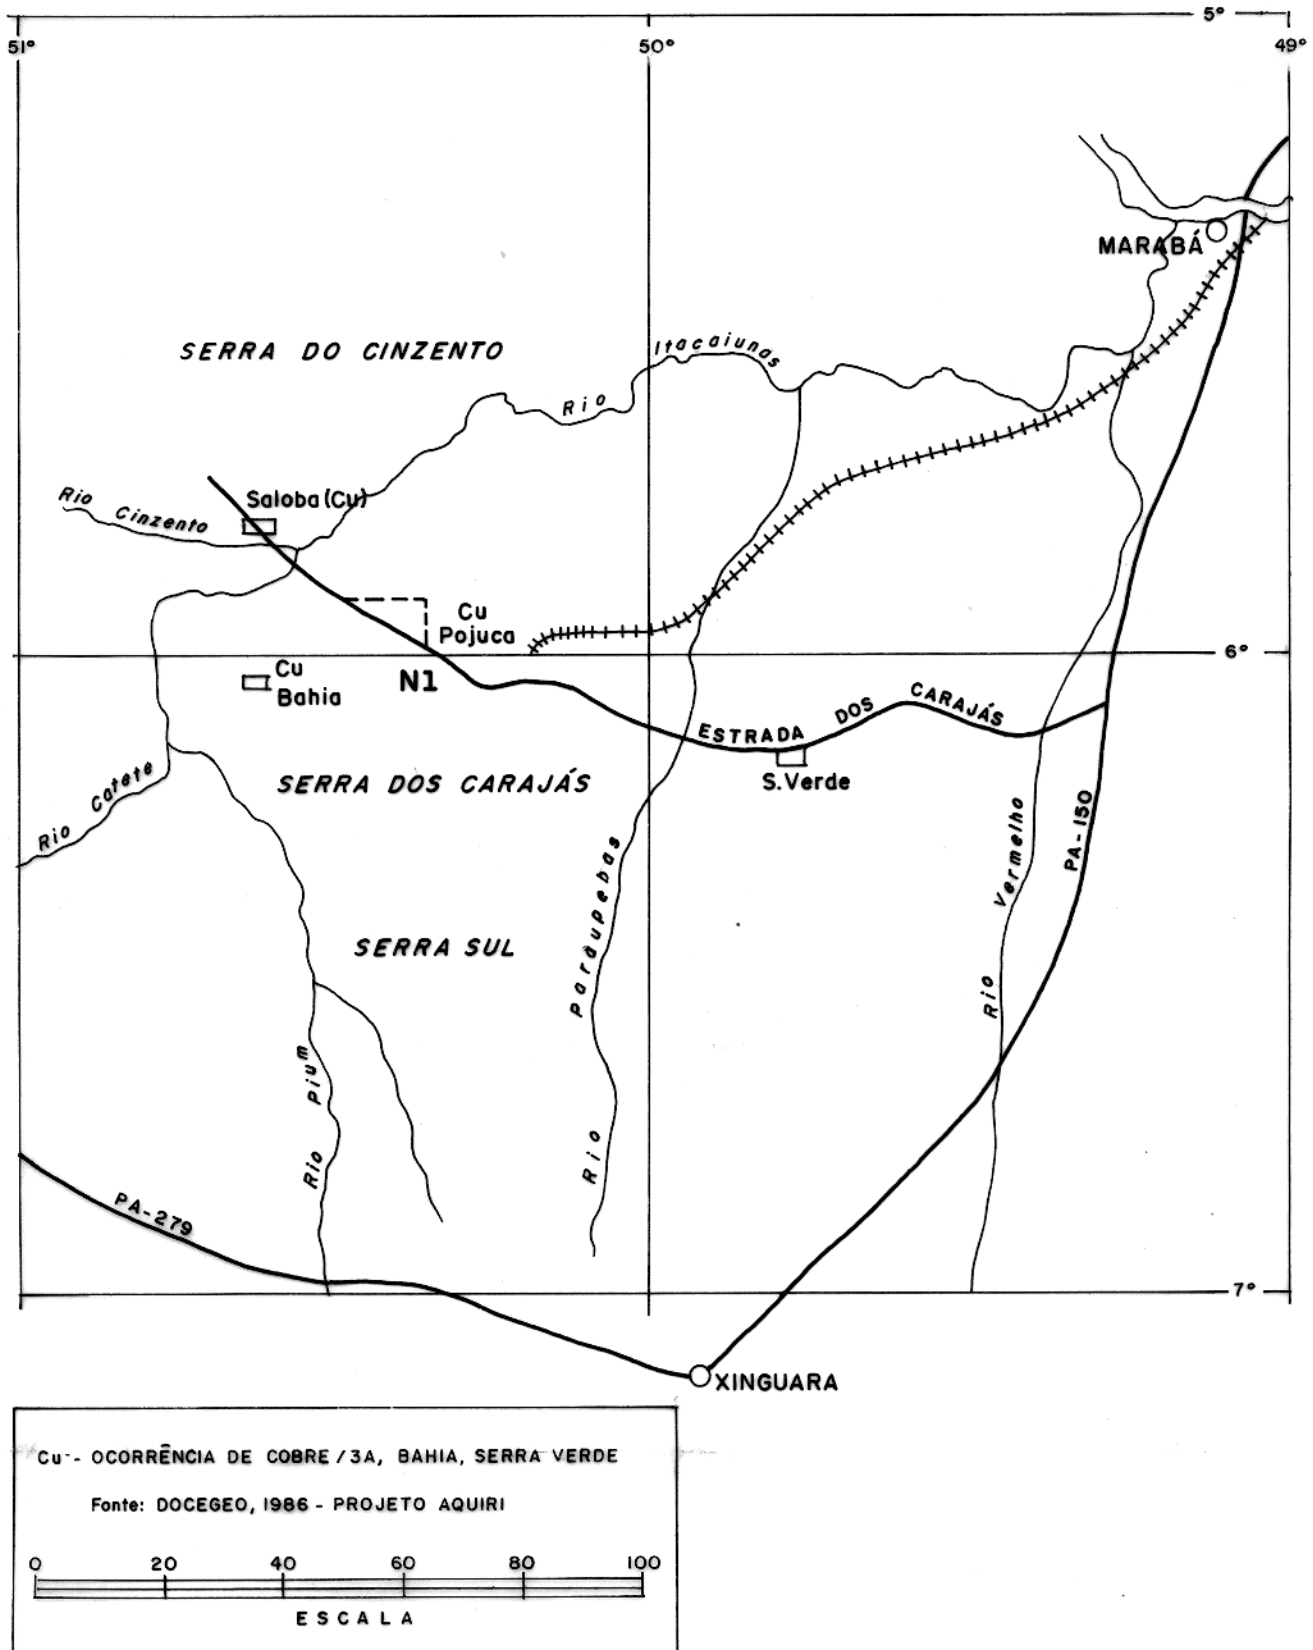 5°
51°
50°
49°
MARABÁ
SERRA DO CINZENTO
Rio Itacaiunas
Rio Cinzento
Saloba (Cu)
Cu
Pojuca
6°
Cu
Bahia
N1
ESTRADA DOS CARAJÁS
S. Verde
SERRA DOS CARAJÁS
Rio Catete
PA-150
Rio Vermelho
Rio Paraupebas
SERRA SUL
Rio Pium
PA-279
7°
XINGUARA
Cu - OCORRÊNCIA DE COBRE / 3A, BAHIA, SERRA VERDE
Fonte: DOCEGEO, 1986 - PROJETO AQUIRI
0 20 40 60 80 100
ESCALA